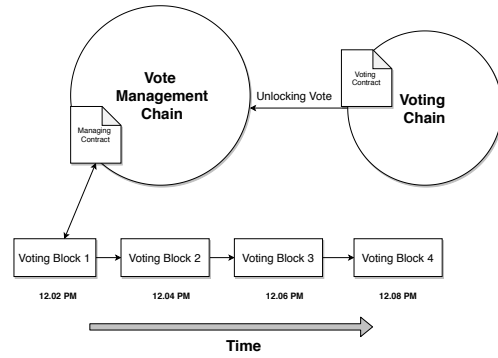 Vote
Management
Chain
Managing
Contract
Unlocking Vote
Voting
Contract
Voting
Chain
Voting Block 1
Voting Block 2
Voting Block 3
Voting Block 4
12.02 PM
12.04 PM
12.06 PM
12.08 PM
Time